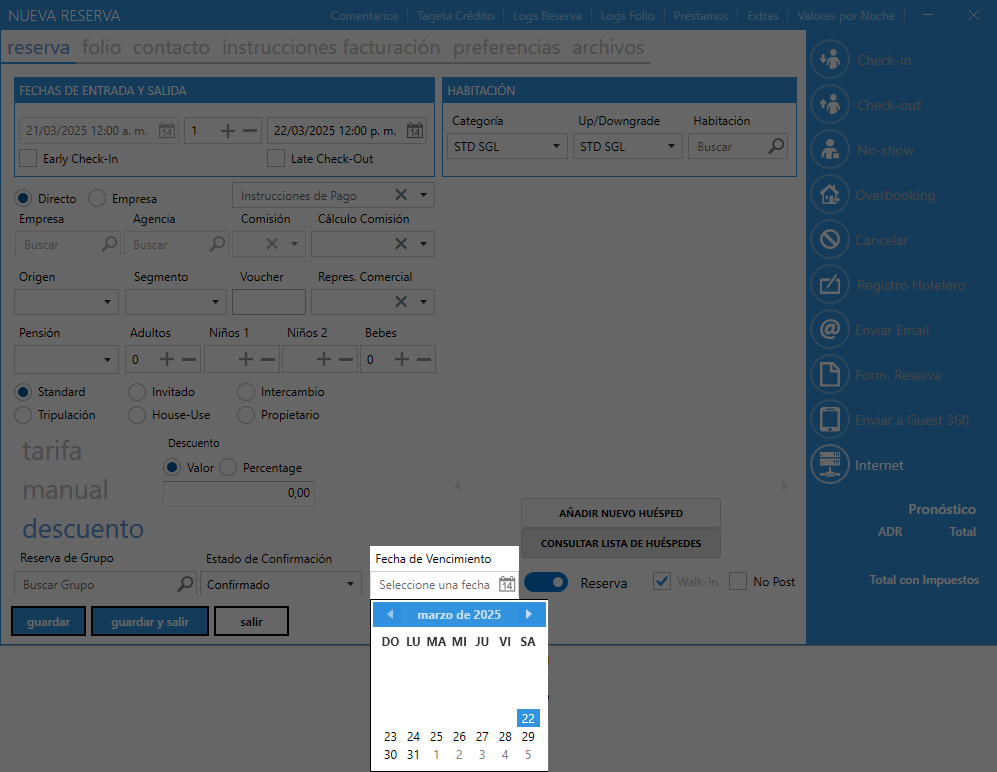 NUEVA RESERVA
Comentarios Tarjeta Crédito Logs Reserva Logs Folio Préstamos Extras Valores por Noche
reserva folio contacto instrucciones facturación preferencias archivos
FECHAS DE ENTRADA Y SALIDA
21/03/2025 12:00 a. m. 14 1 22/03/2025 12:00 p. m. 14
Early Check-In Late Check-Out
HABITACIÓN
Categoría Up/Downgrade Habitación
STD SGL STD SGL Buscar
Directo Empresa Instrucciones de Pago
Empresa Agencia Comisión Cálculo Comisión
Buscar Buscar
Origen Segmento Voucher Repres. Comercial
Pensión Adultos Niños 1 Niños 2 Bebes
0 0
Standard Invitado Intercambio
Tripulación House-Use Propietario
tarifa
manual
descuento
Descuento
Valor Percentage
0,00
AÑADIR NUEVO HUÉSPED
CONSULTAR LISTA DE HUÉSPEDES
Reserva de Grupo Estado de Confirmación Fecha de Vencimiento
Buscar Grupo Confirmado Seleccione una fecha 14 Reserva Walk-In No Post
guardar guardar y salir salir
marzo de 2025
DO LU MA MI JU VI SA
22
23 24 25 26 27 28 29
30 31 1 2 3 4 5
Check-in
Check-out
No-show
Overbooking
Cancelar
Registro Hotelero
Enviar Email
Form. Reserva
Enviar a Guest 360
Internet
Pronóstico
ADR Total
Total con Impuestos